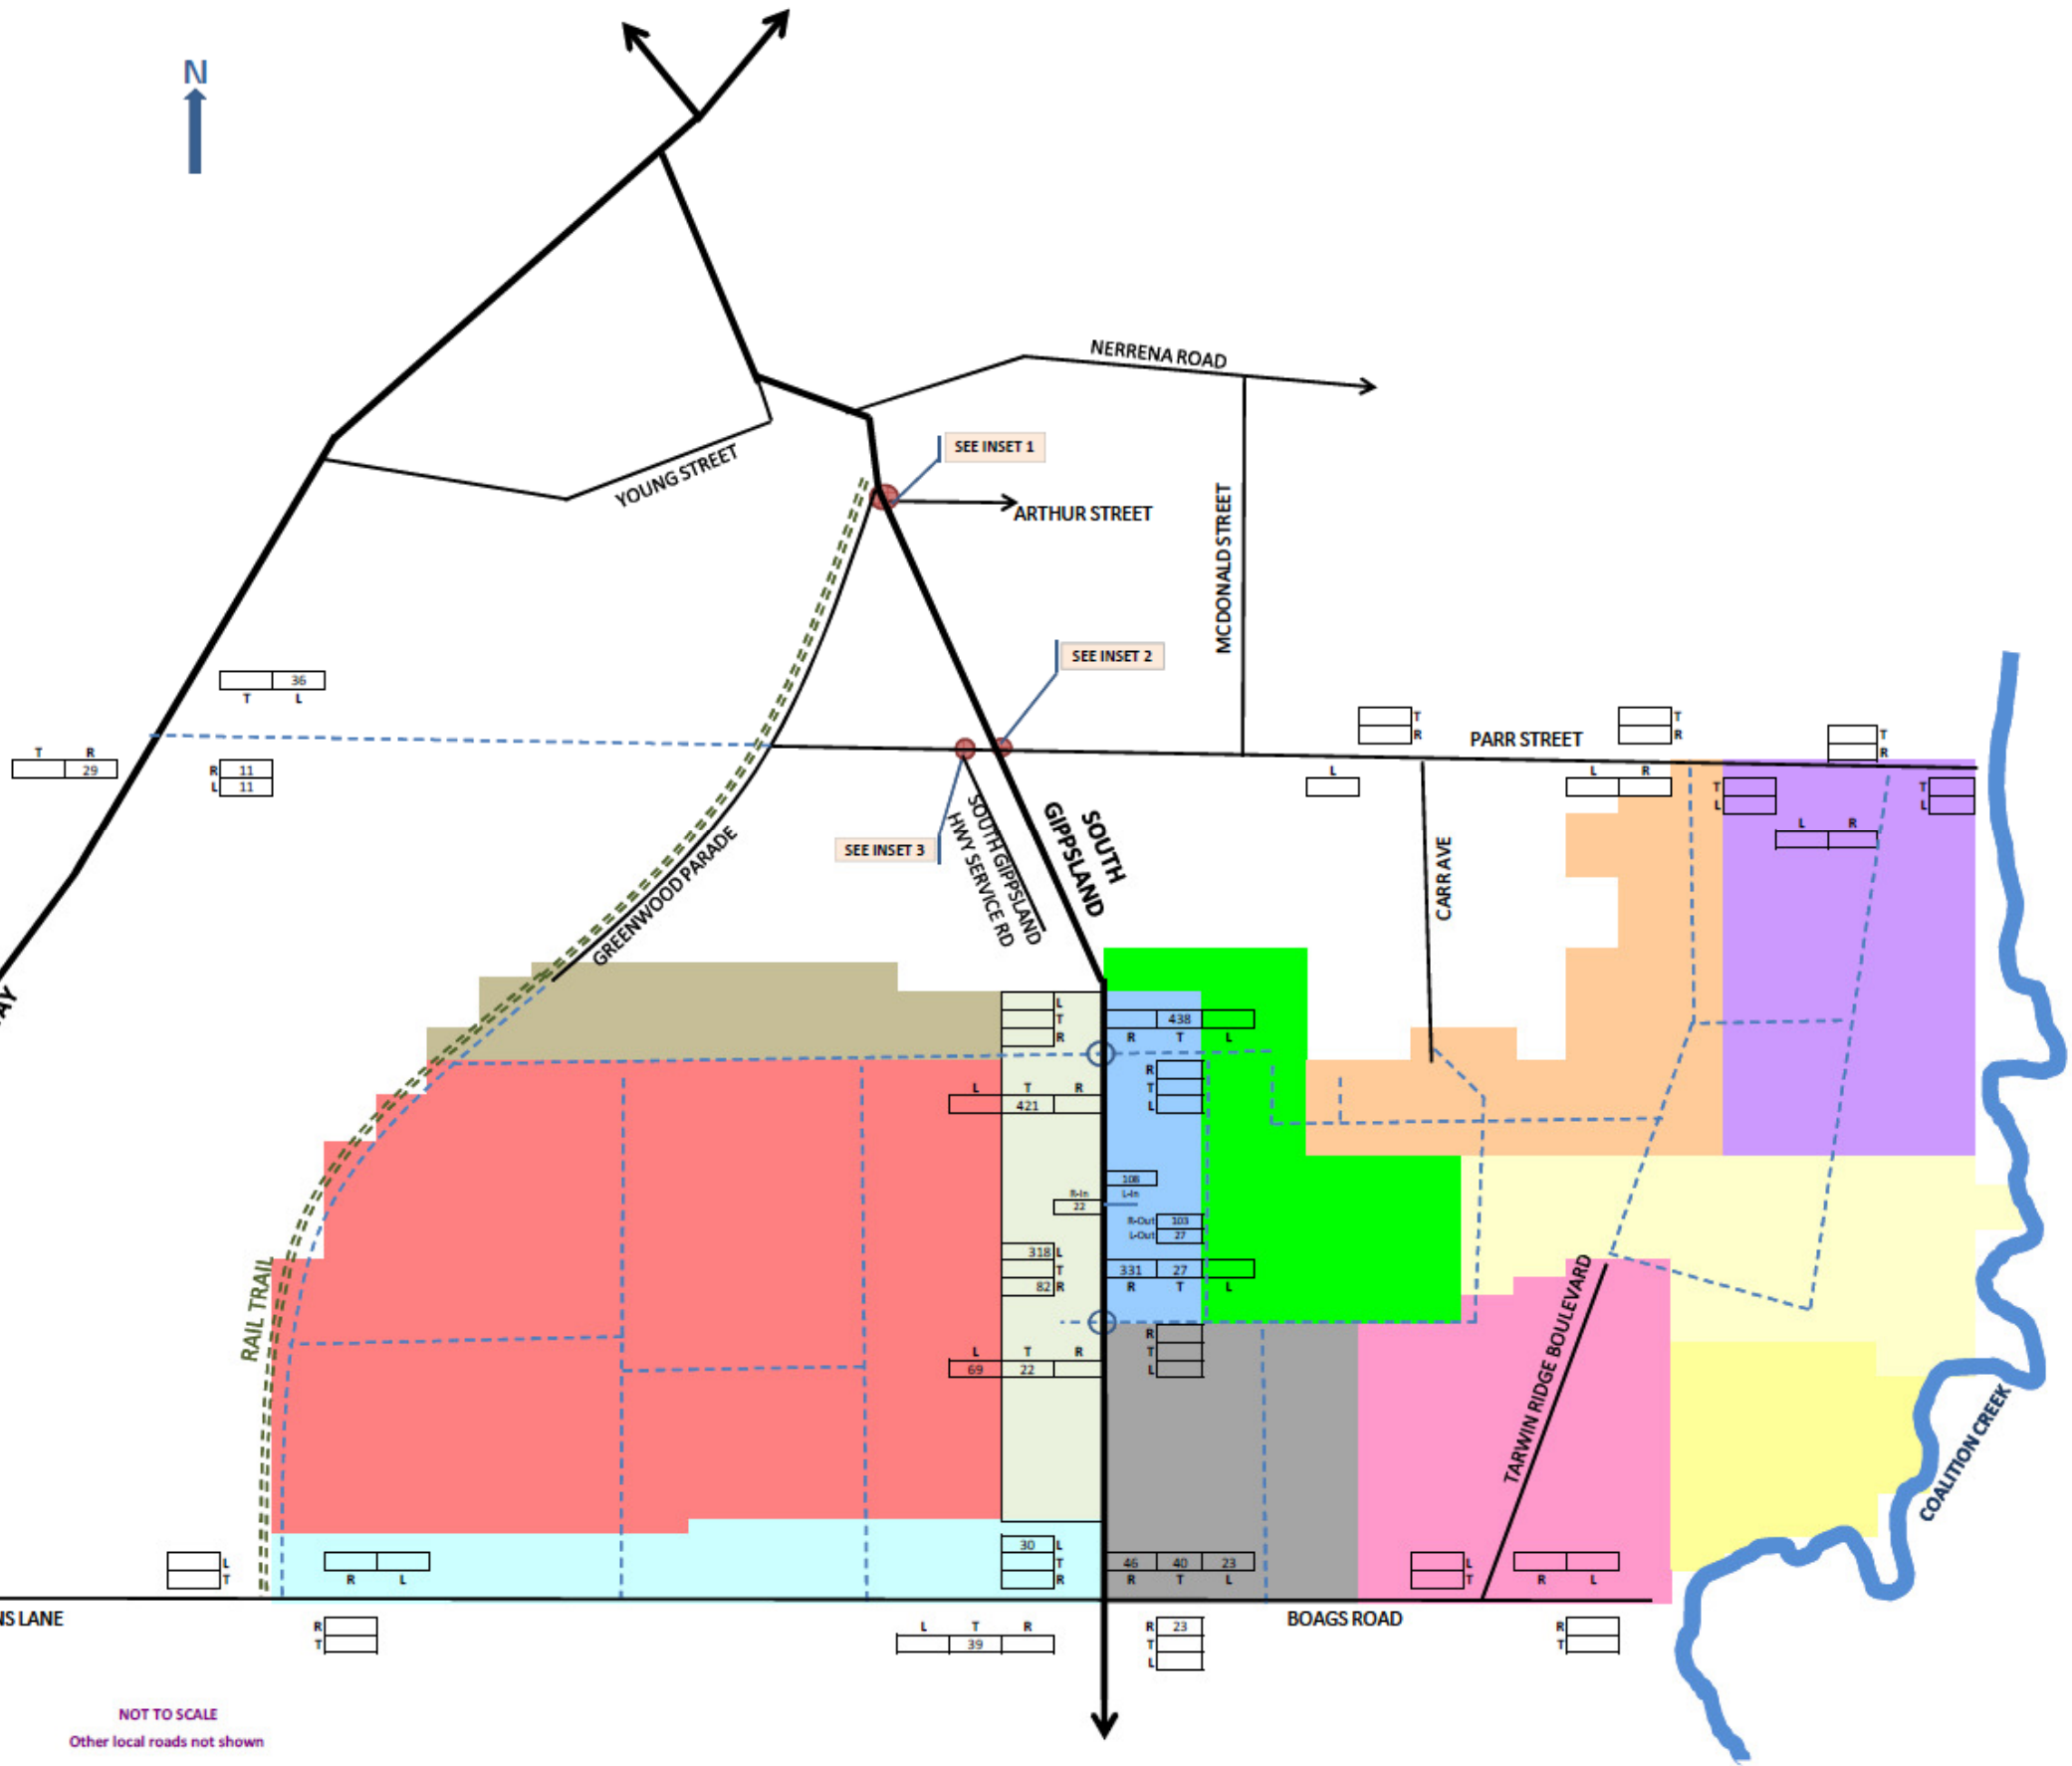 N
NERRENA ROAD
SEE INSET 1
YOUNG STREET
ARTHUR STREET
MCDONALD STREET
SEE INSET 2
36
T L
T R
29
R 11
L 11
T
R
T
R
PARR STREET
T
R
L
L R
T
L
T
L
L R
SEE INSET 3
SOUTH GIPPSLAND
HWY SERVICE RD
SOUTH
GIPPSLAND
CARR AVE
GREENWOOD PARADE
AY
L
T
R
438
R T L
R
T
L
L T R
421
108
R-In L-In
22
R-Out 103
L-Out 27
318 L
T
82 R
331 27
R T L
RAIL TRAIL
TARWIN RIDGE BOULEVARD
R
T
L
L T R
69 22
COALITION CREEK
L
T
R L
30 L
T
R
46 40 23
R T L
L
T
R L
NS LANE
BOAGS ROAD
R
T
L T R
39
R 23
T
L
R
T
NOT TO SCALE
Other local roads not shown